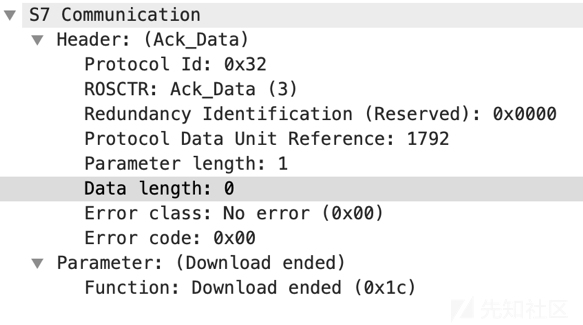 S7 Communication
Header: (Ack_Data)
Protocol Id: 0x32
ROSCTR: Ack_Data (3)
Redundancy Identification (Reserved): 0x0000
Protocol Data Unit Reference: 1792
Parameter length: 1
Data length: 0
Error class: No error (0x00)
Error code: 0x00
Parameter: (Download ended)
Function: Download ended (0x1c)
先知社区